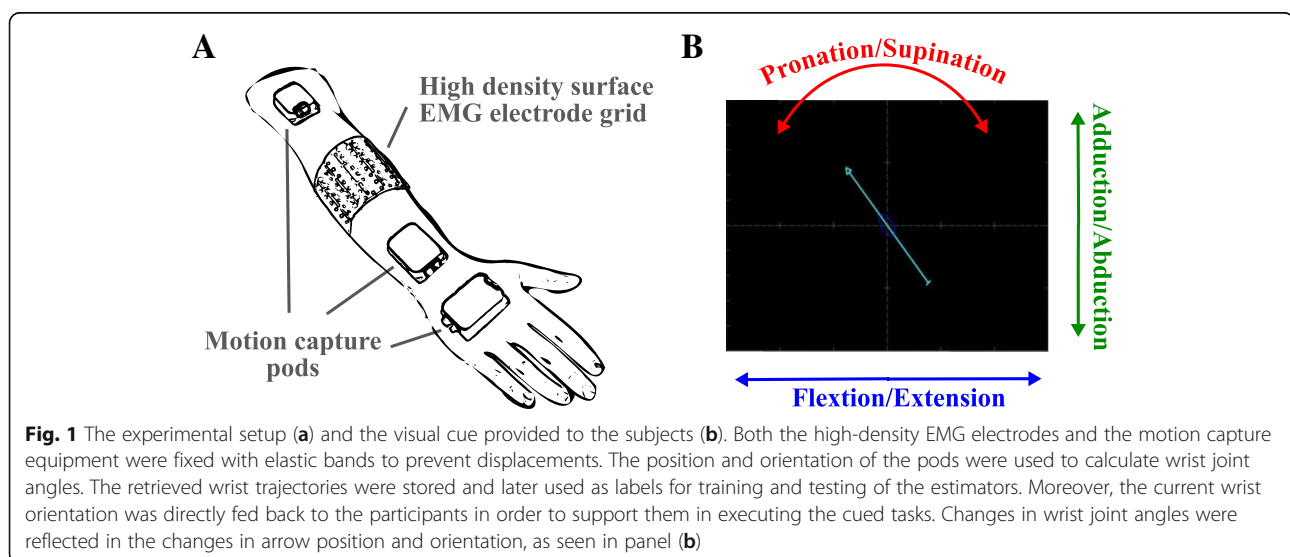 A
High density surface
EMG electrode grid
Motion capture
pods
B
Pronation/Supination
Adduction/Abduction
Flextion/Extension
Fig. 1 The experimental setup (a) and the visual cue provided to the subjects (b). Both the high-density EMG electrodes and the motion capture
equipment were fixed with elastic bands to prevent displacements. The position and orientation of the pods were used to calculate wrist joint
angles. The retrieved wrist trajectories were stored and later used as labels for training and testing of the estimators. Moreover, the current wrist
orientation was directly fed back to the participants in order to support them in executing the cued tasks. Changes in wrist joint angles were
reflected in the changes in arrow position and orientation, as seen in panel (b)